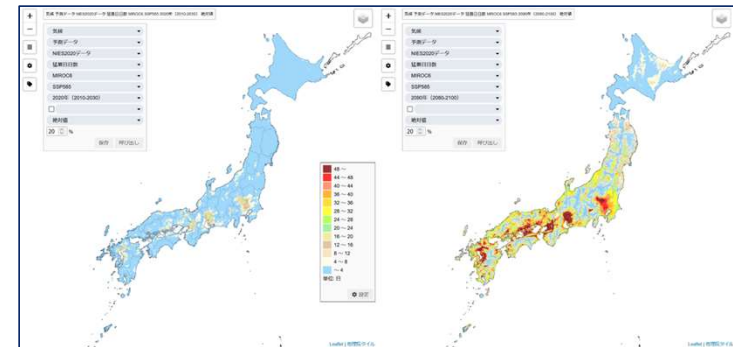 気候 予測データ NIES2020データ 猛暑日日数 MIROC6 SSP585 2020年 (2010-2030) 絶対値
+
−
気候
予測データ
NIES2020データ
猛暑日日数
MIROC6
SSP585
2020年 (2010-2030)
絶対値
20 %
保存 呼び出し
48 ~
44 ~ 48
40 ~ 44
36 ~ 40
32 ~ 36
28 ~ 32
24 ~ 28
20 ~ 24
16 ~ 20
12 ~ 16
8 ~ 12
4 ~ 8
~ 4
単位: 日
設定
Leaflet | 地理院タイル
気候 予測データ NIES2020データ 猛暑日日数 MIROC6 SSP585 2090年 (2080-2100) 絶対値
+
−
気候
予測データ
NIES2020データ
猛暑日日数
MIROC6
SSP585
2090年 (2080-2100)
絶対値
20 %
保存 呼び出し
Leaflet | 地理院タイル